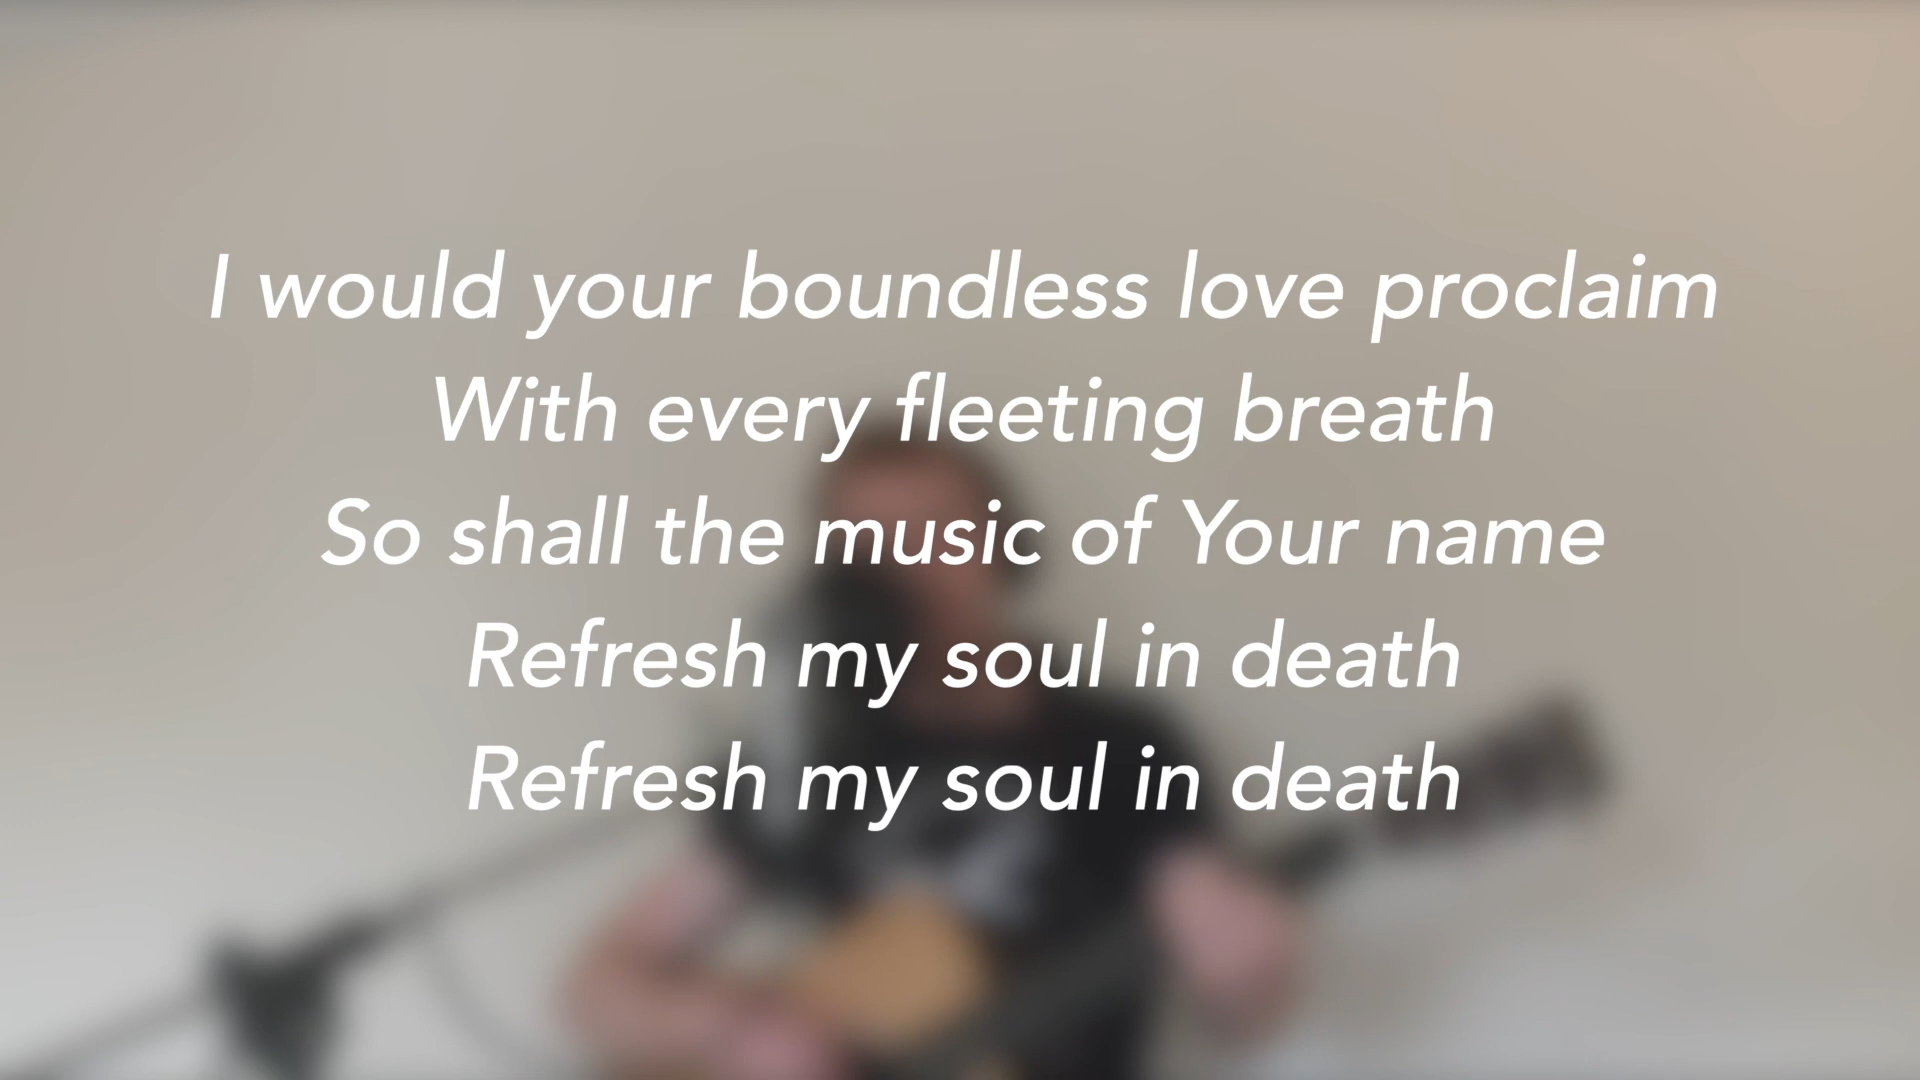 I would your boundless love proclaim
With every fleeting breath
So shall the music of Your name
Refresh my soul in death
Refresh my soul in death